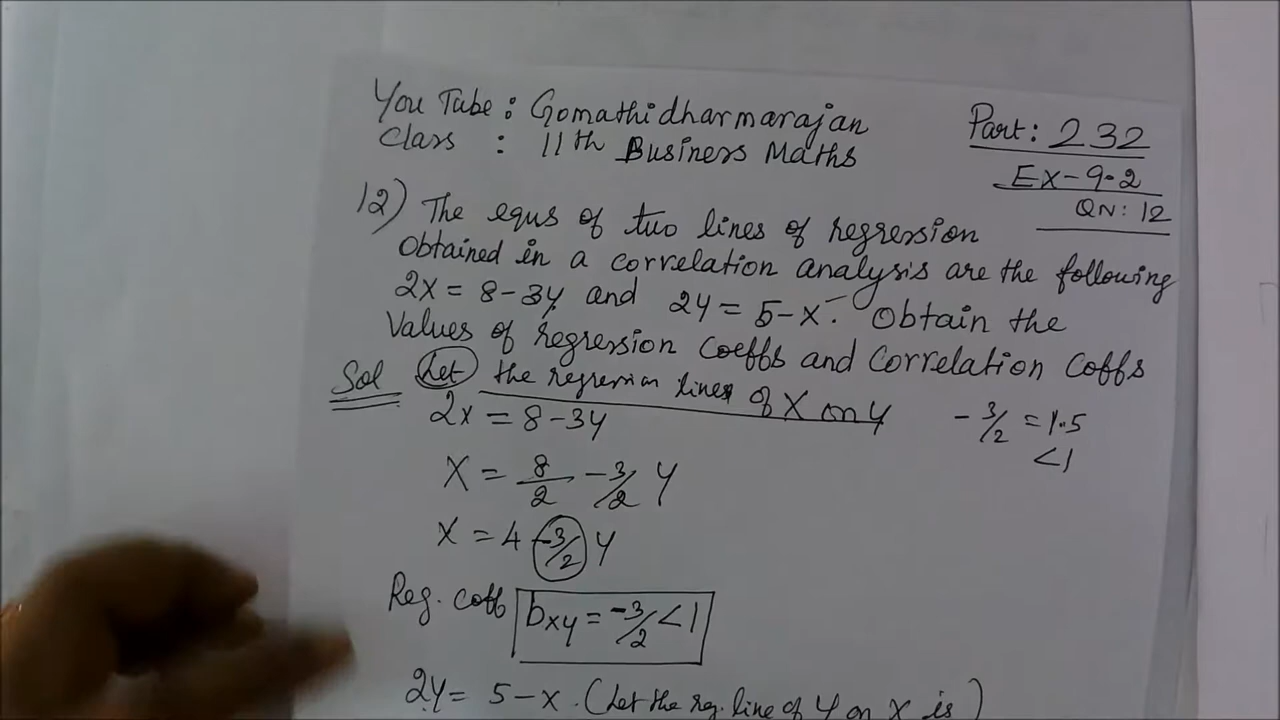 You Tube : Gomathidharmarajan
Class : 11th Business Maths
Part: 232
Ex-9.2
QN: 12
12) The equs of two lines of regression
Obtained in a correlation analysis are the following
2x = 8-3y and 2y = 5-x. Obtain the
Values of regression coeffs and correlation coffs
Sol Let the regression lines of X on y
2x = 8-3y
- 3/2 = 1.5
<1
X = 8/2 - 3/2 y
X = 4 - 3/2 y
Reg. coff bxy = -3/2 < 1
2y = 5-x. (Let the reg. line of y on x is)